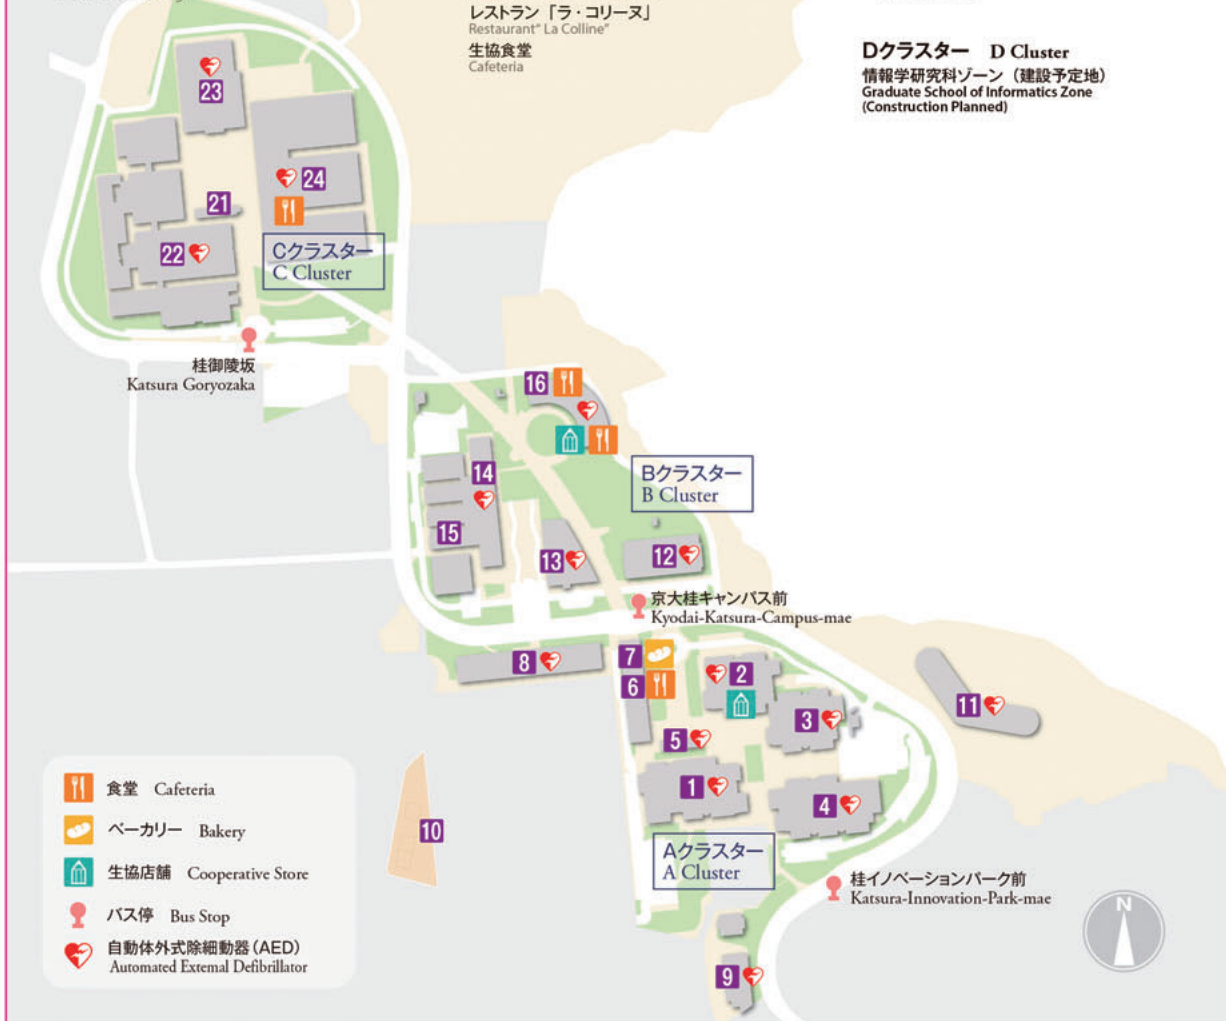 レストラン「ラ・コリーヌ」
Restaurant" La Colline"
生協食堂
Cafeteria
Dクラスター D Cluster
情報学研究科ゾーン（建設予定地）
Graduate School of Informatics Zone
(Construction Planned)
23
24
21
22
Cクラスター
C Cluster
桂御陵坂
Katsura Goryozaka
16
14
Bクラスター
B Cluster
15
13
12
京大桂キャンパス前
Kyodai-Katsura-Campus-mae
8
7
6
2
3
11
5
1
4
10
Aクラスター
A Cluster
桂イノベーションパーク前
Katsura-Innovation-Park-mae
9
N
食堂 Cafeteria
ベーカリー Bakery
生協店舗 Cooperative Store
バス停 Bus Stop
自動体外式除細動器(AED)
Automated External Defibrillator